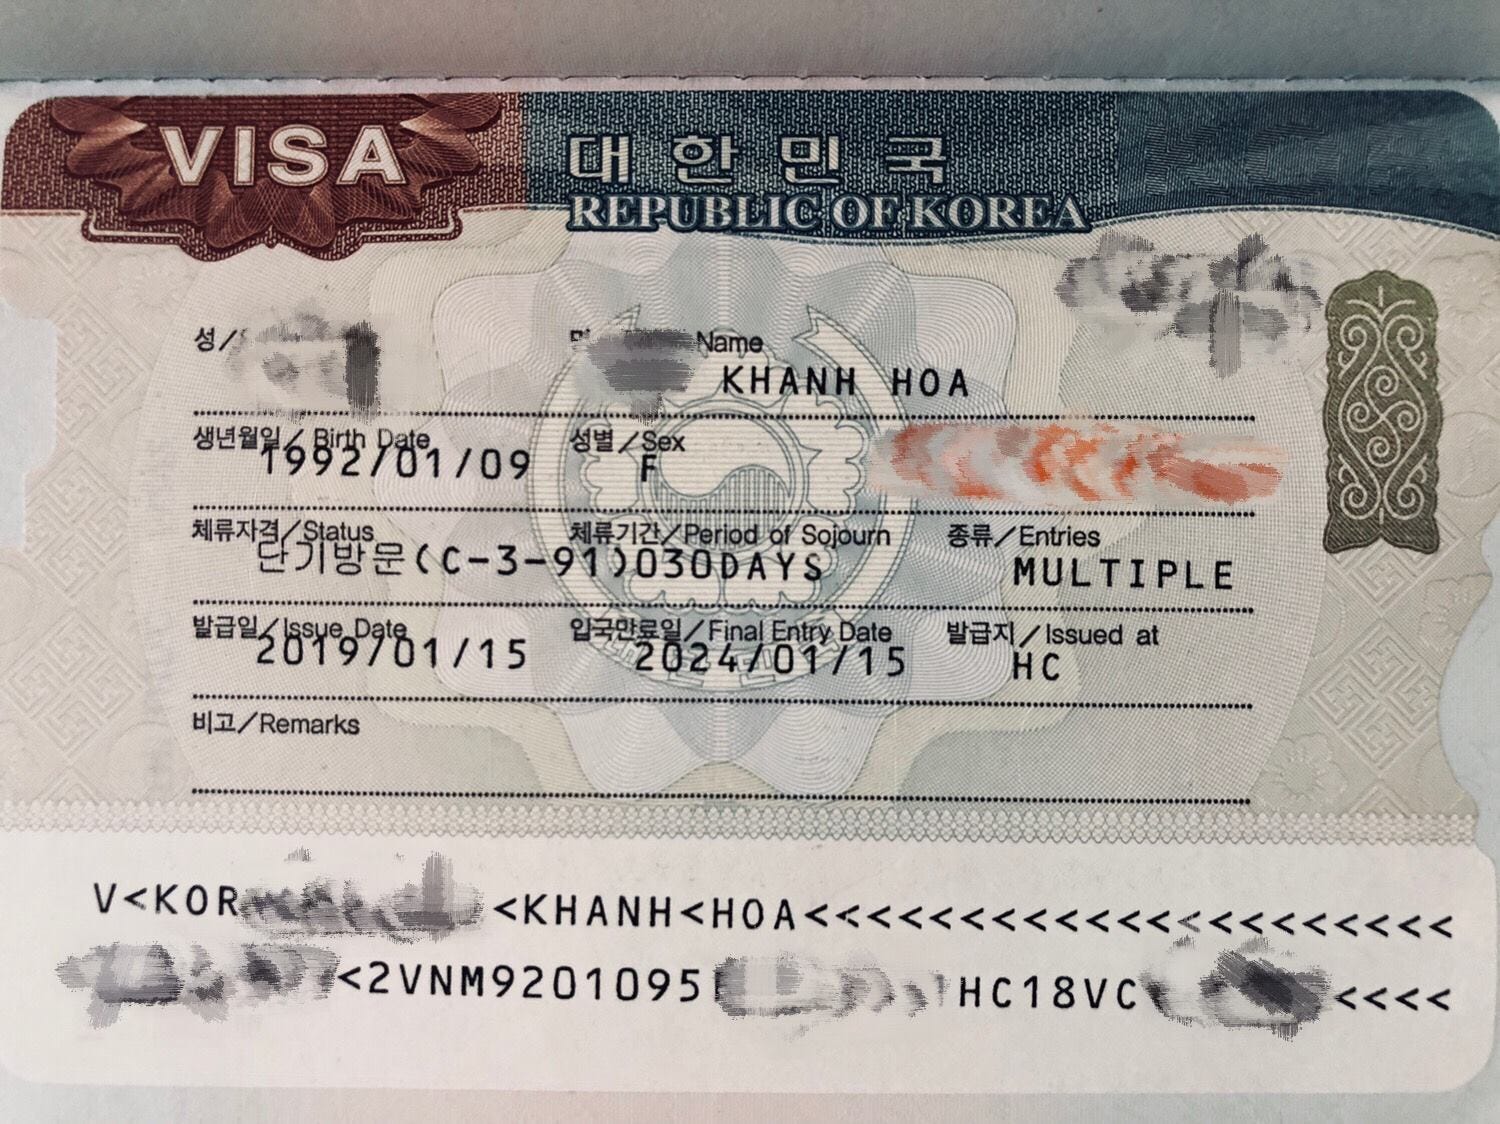 VISA
대한민국
REPUBLIC OF KOREA
성/
Name
KHANH HOA
생년월일/Birth Date
1992/01/09
성별/Sex
F
체류자격/Status
단기방문(C-3-91)
체류기간/Period of Sojourn
030DAYS
종류/Entries
MULTIPLE
발급일/Issue Date
2019/01/15
입국만료일/Final Entry Date
2024/01/15
발급지/Issued at
HC
비고/Remarks
V<KOR <KHANH<HOA<<<<<<<<<<<<<<<<<<<<<
<2VNM9201095 HC18VC <<<<